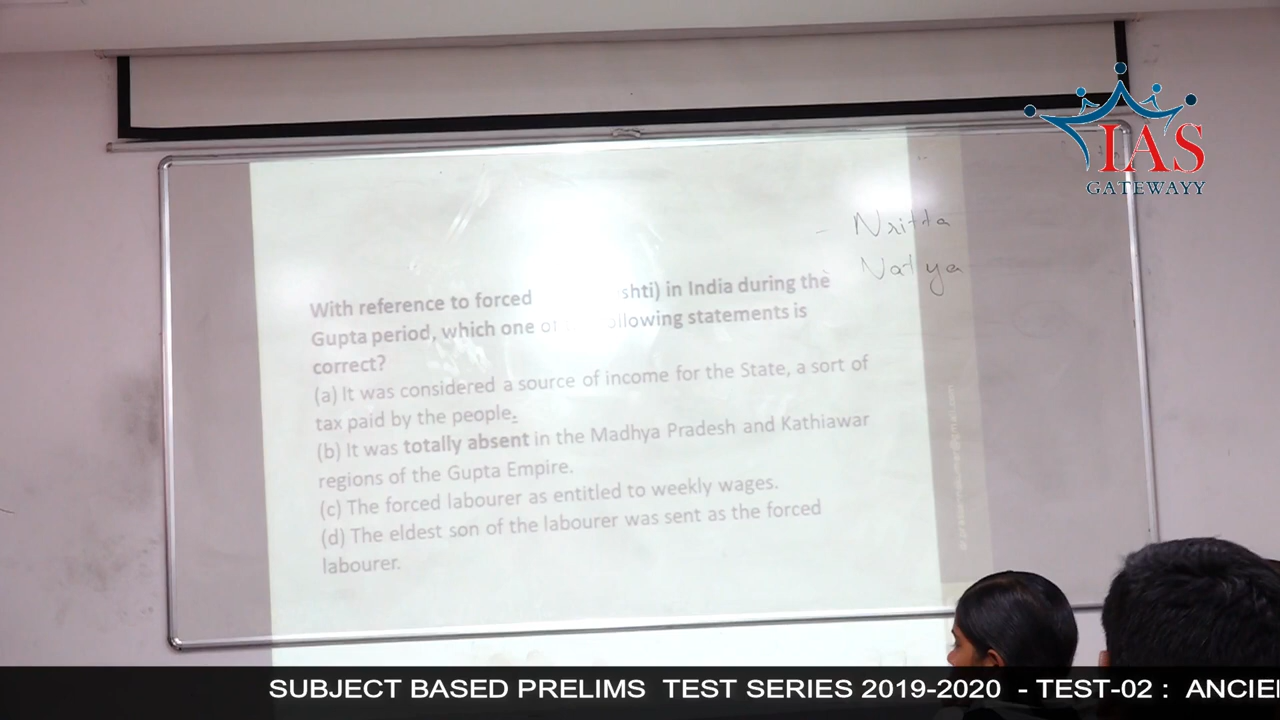 IAS
GATEWAYY
Nritta
Natya
With reference to forced shti) in India during the
Gupta period, which one of following statements is
correct?
(a) It was considered a source of income for the State, a sort of
tax paid by the people.
(b) It was totally absent in the Madhya Pradesh and Kathiawar
regions of the Gupta Empire.
(c) The forced labourer as entitled to weekly wages.
(d) The eldest son of the labourer was sent as the forced
labourer.
SUBJECT BASED PRELIMS TEST SERIES 2019-2020 - TEST-02 : ANCIE